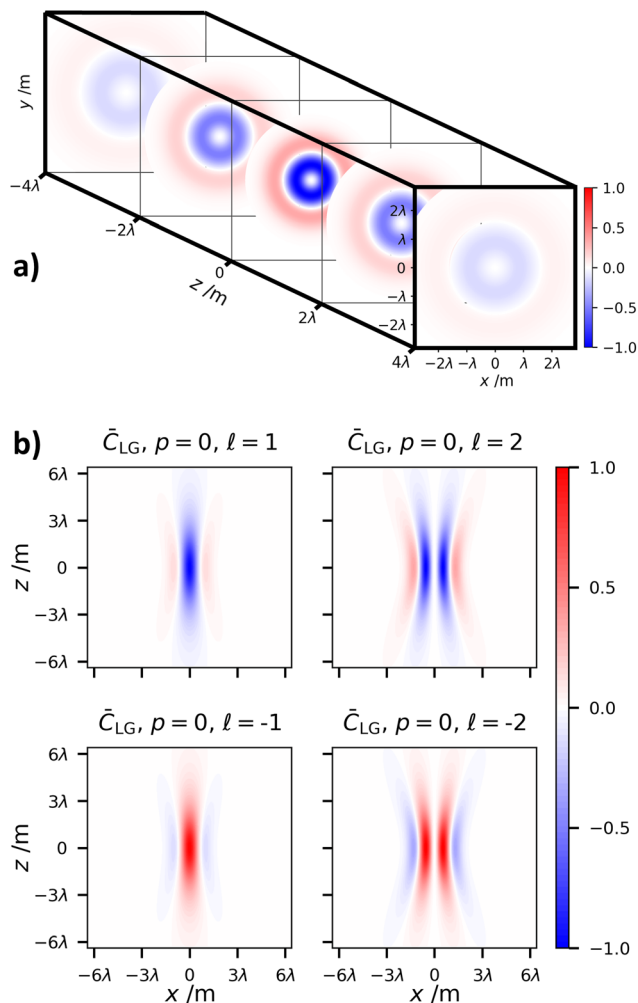 y /m
−4λ
−2λ
0
2λ
4λ
z /m
a)
2λ
λ
0
−λ
−2λ
−2λ −λ 0 λ 2λ
x /m
1.0
0.5
0.0
−0.5
−1.0
b)
C̄LG, p = 0, ℓ = 1
C̄LG, p = 0, ℓ = 2
6λ
3λ
0
−3λ
−6λ
z /m
C̄LG, p = 0, ℓ = -1
C̄LG, p = 0, ℓ = -2
6λ
3λ
0
−3λ
−6λ
z /m
−6λ −3λ 0 3λ 6λ
x /m
−6λ −3λ 0 3λ 6λ
x /m
1.0
0.5
0.0
−0.5
−1.0